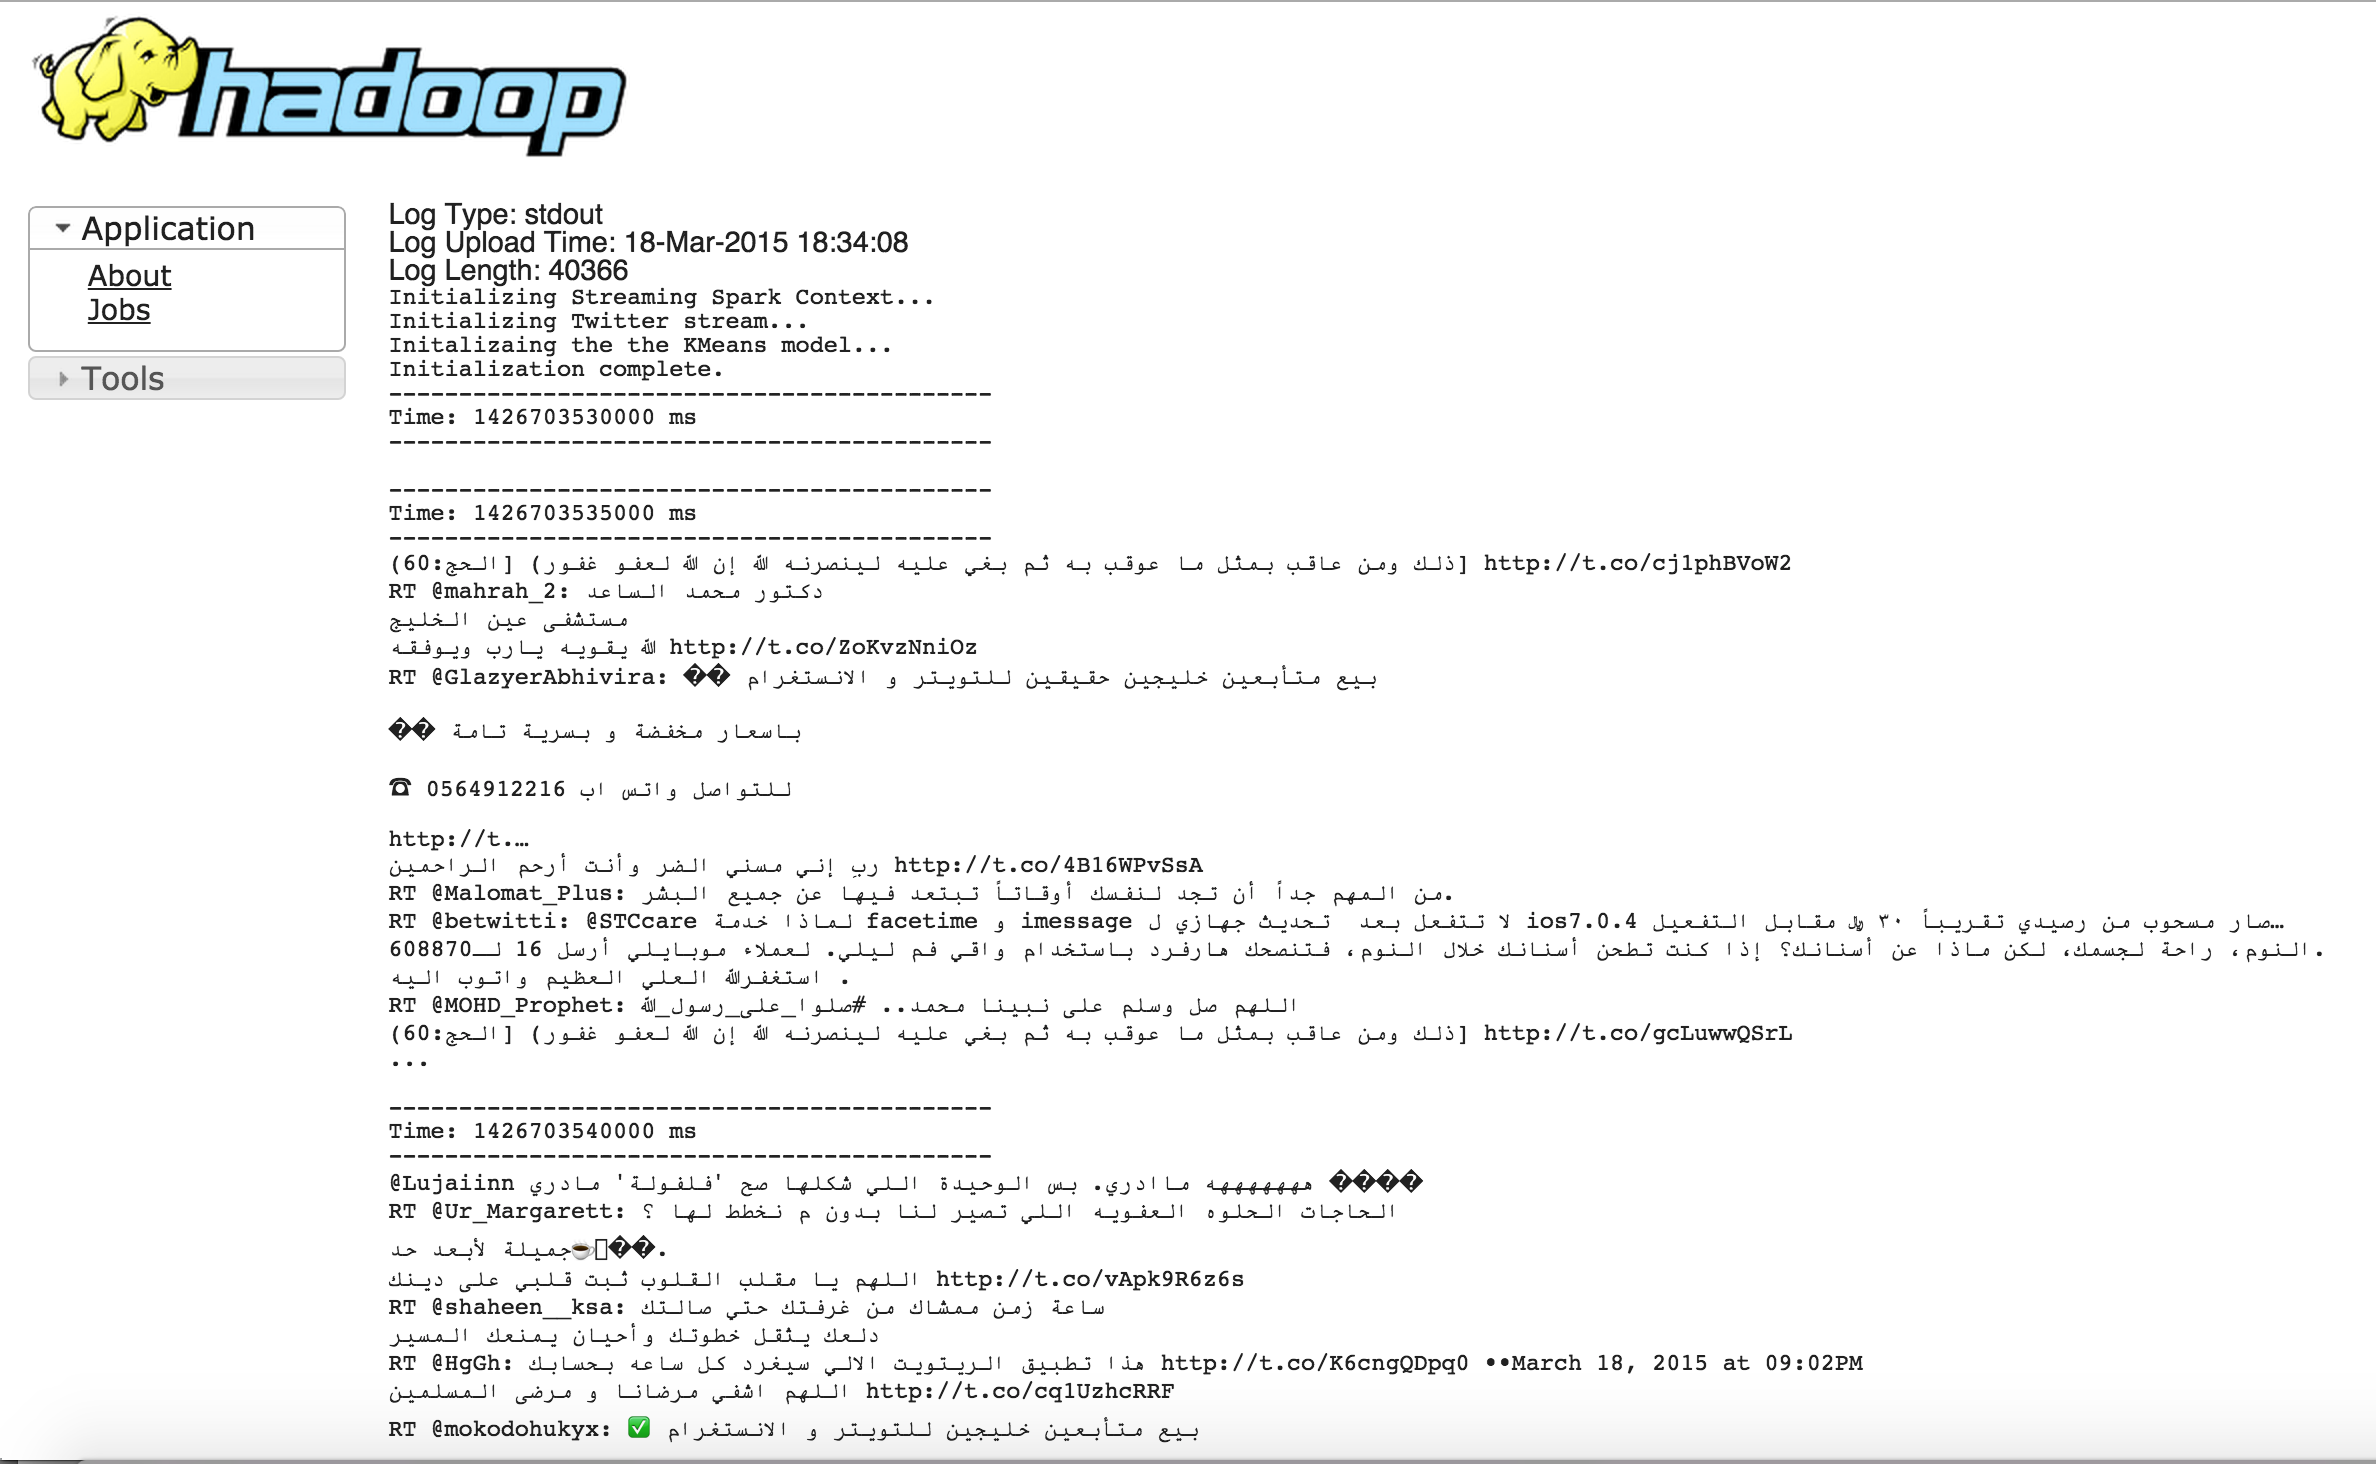 hadoop
Application
About
Jobs
Tools
Log Type: stdout
Log Upload Time: 18-Mar-2015 18:34:08
Log Length: 40366
Initializing Streaming Spark Context...
Initializing Twitter stream...
Initalizaing the the KMeans model...
Initialization complete.
-------------------------------------------
Time: 1426703530000 ms
-------------------------------------------
-------------------------------------------
Time: 1426703535000 ms
-------------------------------------------
(ذلك ومن عاقب بمثل ما عوقب به ثم بغي عليه لينصرنه الله إن الله لعفو غفور) [الحج:60] http://t.co/cj1phBVoW2
RT @mahrah_2: دكتور محمد الساعد
مستشفى عين الخليج
الله يقويه يارب ويوفقه http://t.co/ZoKvzNniOz
RT @GlazyerAbhivira: �� بيع متأبعين خليجين حقيقين للتويتر و الانستغرام
�� باسعار مخفضة و بسرية تامة
☎ 0564912216 للتواصل واتس اب
http://t.…
ربِ إني مسني الضر وأنت أرحم الراحمين http://t.co/4B16WPvSsA
RT @Malomat_Plus: من المهم جداً أن تجد لنفسك أوقاتاً تبتعد فيها عن جميع البشر.
RT @betwitti: @STCcare لماذا خدمة facetime و imessage لا تتفعل بعد  تحديث جهازي ل ios7.0.4 صار مسحوب من رصيدي تقريباً ٣٠ ﷼ مقابل التفعيل…
النوم، راحة لجسمك، لكن ماذا عن أسنانك؟ إذا كنت تطحن أسنانك خلال النوم، فتنصحك هارفرد باستخدام واقي فم ليلي. لعملاء موبايلي أرسل 16 لـ608870.
استغفرالله العلي العظيم واتوب اليه .
RT @MOHD_Prophet: اللهم صل وسلم على نبينا محمد.. #صلوا_على_رسول_الله
(ذلك ومن عاقب بمثل ما عوقب به ثم بغي عليه لينصرنه الله إن الله لعفو غفور) [الحج:60] http://t.co/gcLuwwQSrL
...
-------------------------------------------
Time: 1426703540000 ms
-------------------------------------------
@Lujaiinn هههههههه ماادري. بس الوحيدة اللي شكلها صح 'فلفولة' مادري ����
RT @Ur_Margarett: الحاجات الحلوه العفويه اللي تصير لنا بدون م نخطط لها ؟
جميلة لأبعد حد☕️��.
اللهم يا مقلب القلوب ثبت قلبي على دينك http://t.co/vApk9R6z6s
RT @shaheen__ksa: ساعة زمن ممشاك من غرفتك حتي صالتك
دلعك يثقل خطوتك وأحيان يمنعك المسير
RT @HgGh: هذا تطبيق الريتويت الالي سيغرد كل ساعه بحسابك http://t.co/K6cngQDpq0 ••March 18, 2015 at 09:02PM
اللهم اشفي مرضانا و مرضى المسلمين http://t.co/cq1UzhcRRF
RT @mokodohukyx: ✅ بيع متأبعين خليجين للتويتر و الانستغرام